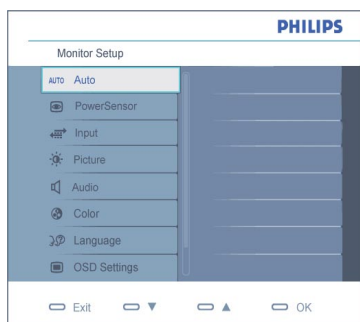 PHILIPS
Monitor Setup
AUTO Auto
PowerSensor
Input
Picture
Audio
Color
Language
OSD Settings
Exit ▼ ▲ OK